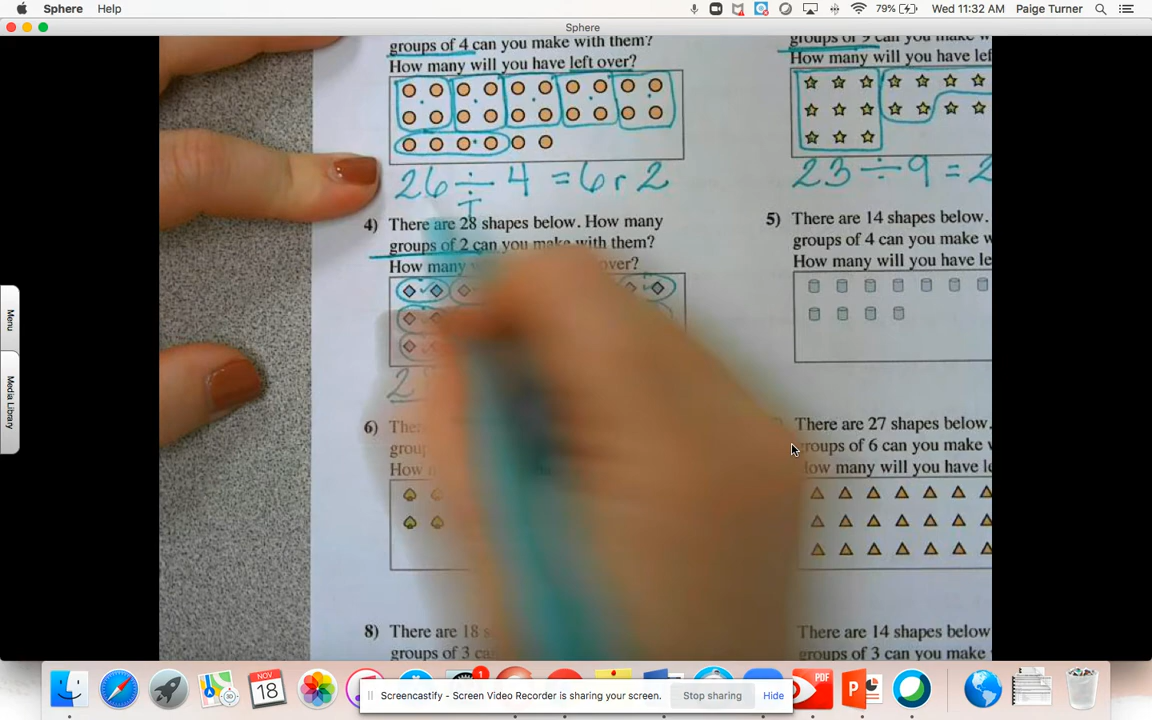 Sphere Help
79% Wed 11:32 AM Paige Turner
Sphere
groups of 4 can you make with them?
How many will you have left over?
26 ÷ 4 = 6 r 2
groups of 9 can you make w
How many will you have lef
23 ÷ 9 = 2
4) There are 28 shapes below. How many
groups of 2 can you make with them?
How many over?
2
5) There are 14 shapes below.
groups of 4 can you make w
How many will you have le
6) The
grou
How
There are 27 shapes below.
groups of 6 can you make
How many will you have le
8) There are 18 s
groups of 3 ca
There are 14 shapes below
groups of 3 can you make
Menu
Media Library
NOV
18
1
PDF
P
Screencastify - Screen Video Recorder is sharing your screen.
Stop sharing
Hide